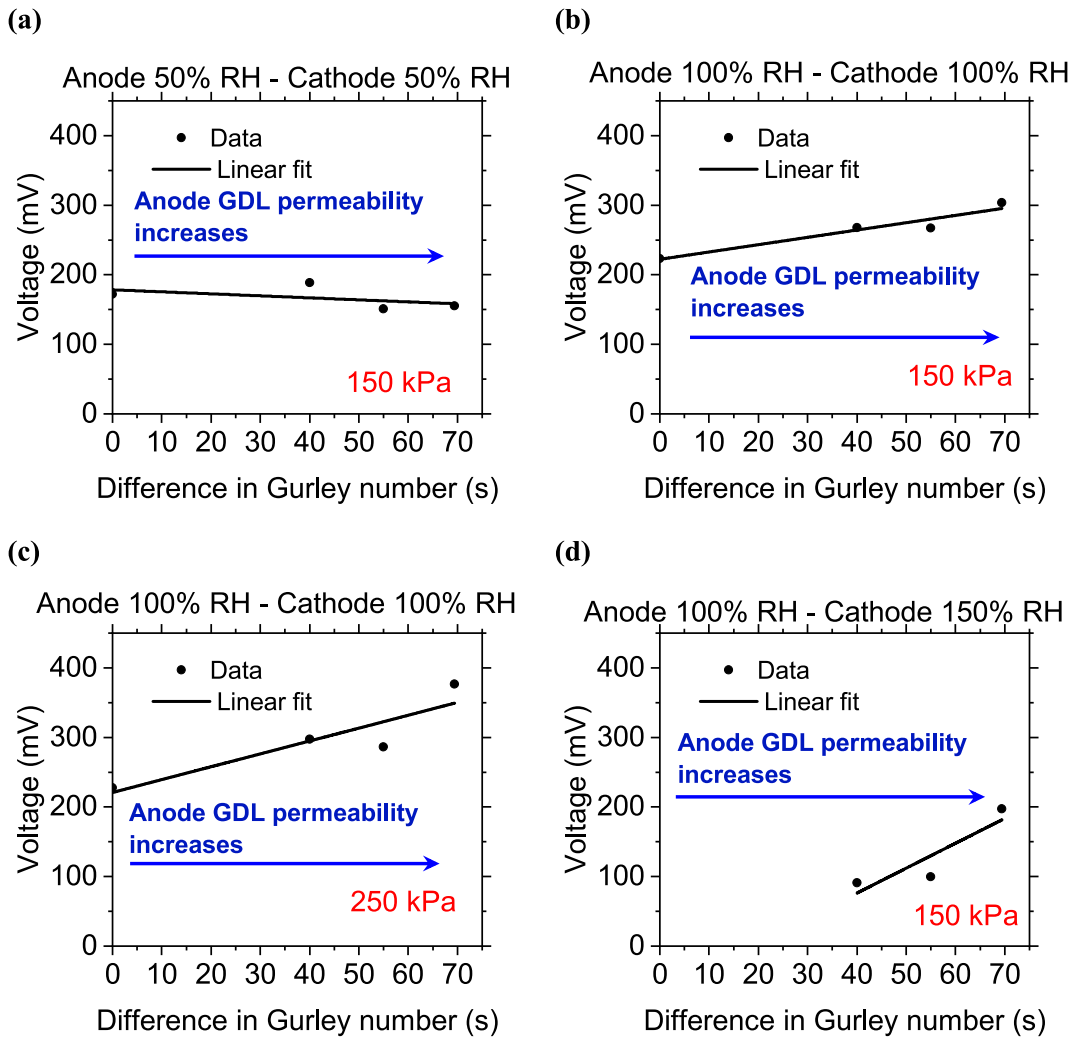 (a)
Anode 50% RH - Cathode 50% RH
400
300
200
100
0
Voltage (mV)
Data
Linear fit
Anode GDL permeability
increases
150 kPa
0 10 20 30 40 50 60 70
Difference in Gurley number (s)
(b)
Anode 100% RH - Cathode 100% RH
400
300
200
100
0
Voltage (mV)
Data
Linear fit
Anode GDL permeability
increases
150 kPa
0 10 20 30 40 50 60 70
Difference in Gurley number (s)
(c)
Anode 100% RH - Cathode 100% RH
400
300
200
100
0
Voltage (mV)
Data
Linear fit
Anode GDL permeability
increases
250 kPa
0 10 20 30 40 50 60 70
Difference in Gurley number (s)
(d)
Anode 100% RH - Cathode 150% RH
400
300
200
100
0
Voltage (mV)
Data
Linear fit
Anode GDL permeability
increases
150 kPa
0 10 20 30 40 50 60 70
Difference in Gurley number (s)